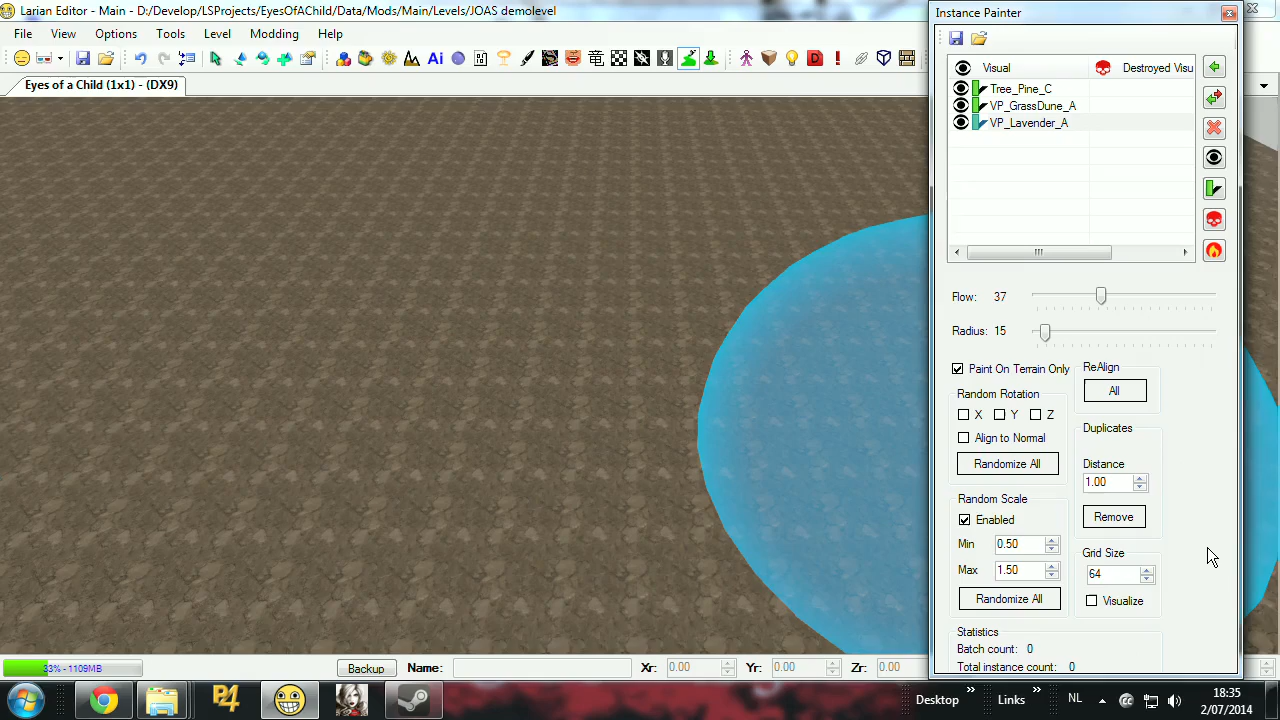 Larian Editor - Main - D:/Develop/LSProjects/EyesOfAChild/Data/Mods/Main/Levels/JOAS demolevel
File View Options Tools Level Modding Help
Ai
Eyes of a Child (1x1) - (DX9)
Instance Painter
Visual Destroyed Visu
Tree_Pine_C
VP_GrassDune_A
VP_Lavender_A
Flow: 37
Radius: 15
Paint On Terrain Only
ReAlign
All
Random Rotation
X Y Z
Align to Normal
Randomize All
Duplicates
Distance
1.00
Remove
Random Scale
Enabled
Min 0.50
Max 1.50
Randomize All
Grid Size
64
Visualize
Statistics
Batch count: 0
Total instance count: 0
33% - 1109MB
Backup Name: Xr: 0.00 Yr: 0.00 Zr: 0.00
Desktop » Links » NL
18:35
2/07/2014